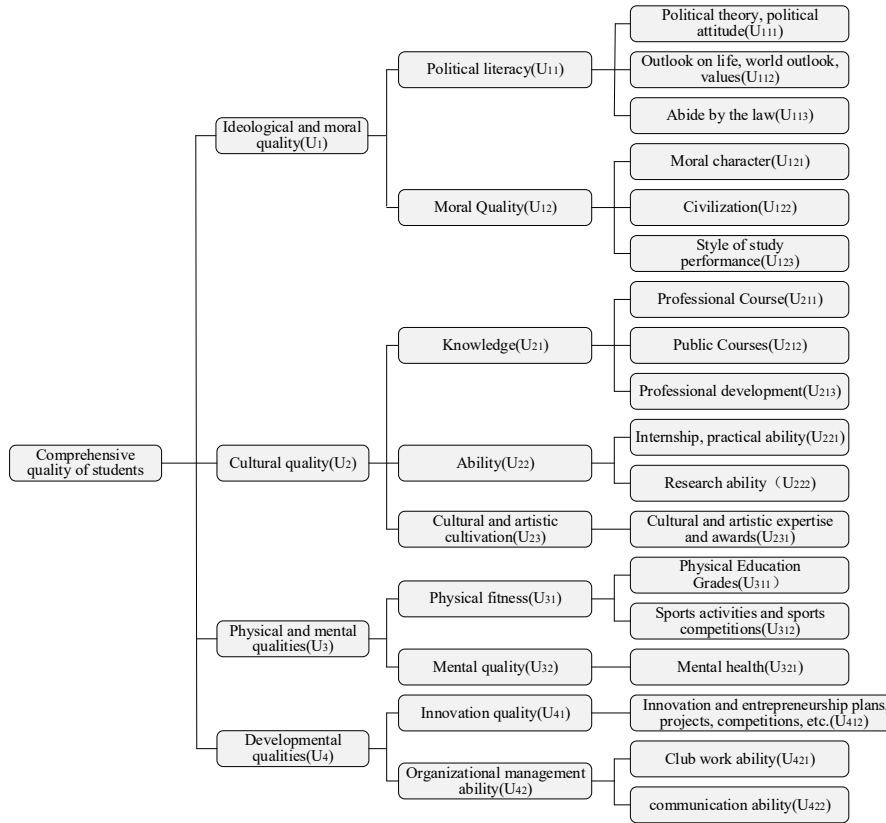 Political theory, political
attitude(U111)
Political literacy(U11)
Outlook on life, world outlook,
values(U112)
Abide by the law(U113)
Ideological and moral
quality(U1)
Moral character(U121)
Moral Quality(U12)
Civilization(U122)
Style of study
performance(U123)
Professional Course(U211)
Knowledge(U21)
Public Courses(U212)
Professional development(U213)
Comprehensive
quality of students
Cultural quality(U2)
Ability(U22)
Internship, practical ability(U221)
Research ability（U222)
Cultural and artistic
cultivation(U23)
Cultural and artistic expertise
and awards(U231)
Physical Education
Grades(U311）
Physical fitness(U31)
Sports activities and sports
competitions(U312)
Physical and mental
qualities(U3)
Mental quality(U32)
Mental health(U321)
Innovation quality(U41)
Innovation and entrepreneurship plans,
projects, competitions, etc.(U412)
Developmental
qualities(U4)
Organizational management
ability(U42)
Club work ability(U421)
communication ability(U422)